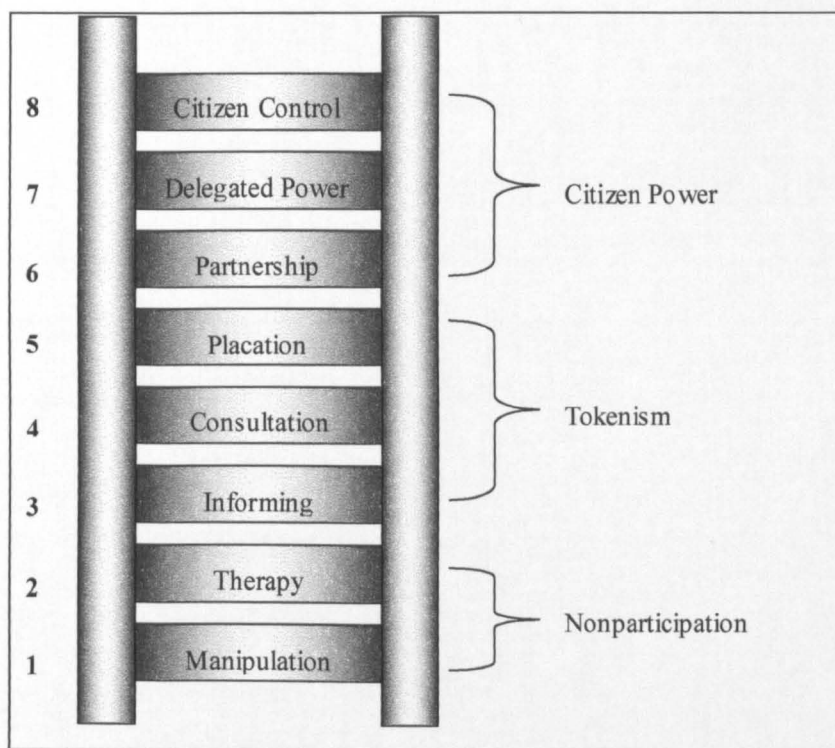 8 Citizen Control
7 Delegated Power
Citizen Power
6 Partnership
5 Placation
4 Consultation
Tokenism
3 Informing
2 Therapy
Nonparticipation
1 Manipulation